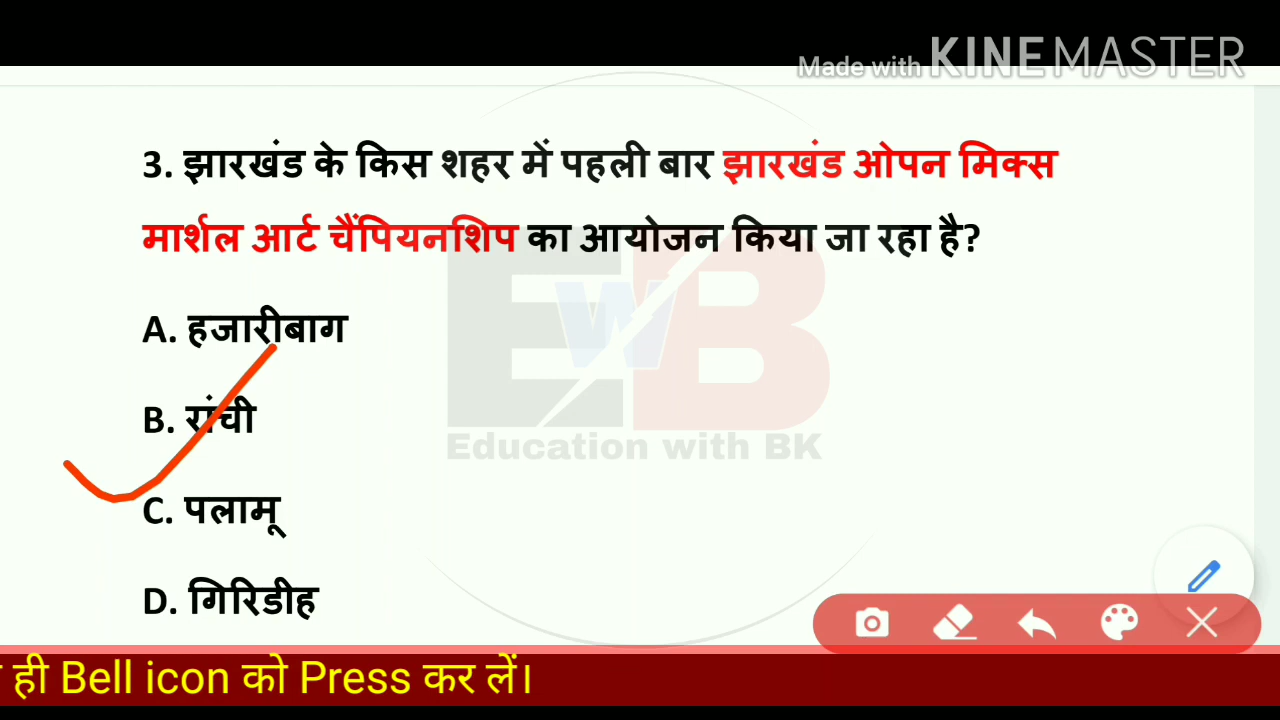 Made with KINEMASTER
3. झारखंड के किस शहर में पहली बार झारखंड ओपन मिक्स
मार्शल आर्ट चैंपियनशिप का आयोजन किया जा रहा है?
A. हजारीबाग
B. रांची
C. पलामू
D. गिरिडीह
EWB
Education with BK
ही Bell icon को Press कर लें।